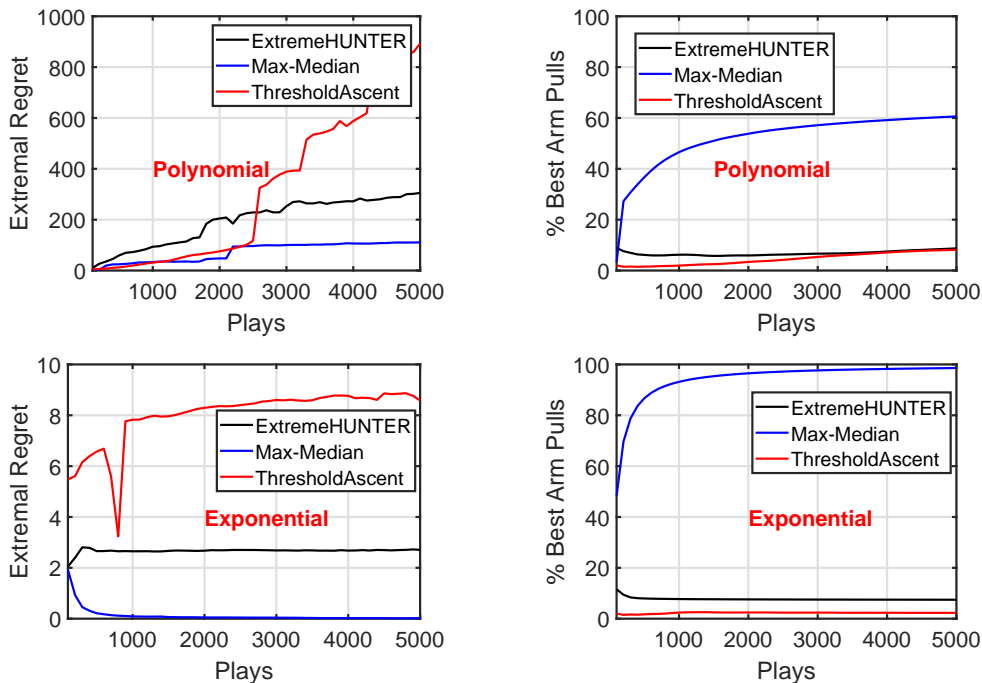 1000
800
600
400
200
0
Extremal Regret
ExtremeHUNTER
Max-Median
ThresholdAscent
Polynomial
1000 2000 3000 4000 5000
Plays
100
80
60
40
20
0
% Best Arm Pulls
ExtremeHUNTER
Max-Median
ThresholdAscent
Polynomial
1000 2000 3000 4000 5000
Plays
10
8
6
4
2
0
Extremal Regret
ExtremeHUNTER
Max-Median
ThresholdAscent
Exponential
1000 2000 3000 4000 5000
Plays
100
80
60
40
20
0
% Best Arm Pulls
ExtremeHUNTER
Max-Median
ThresholdAscent
Exponential
1000 2000 3000 4000 5000
Plays